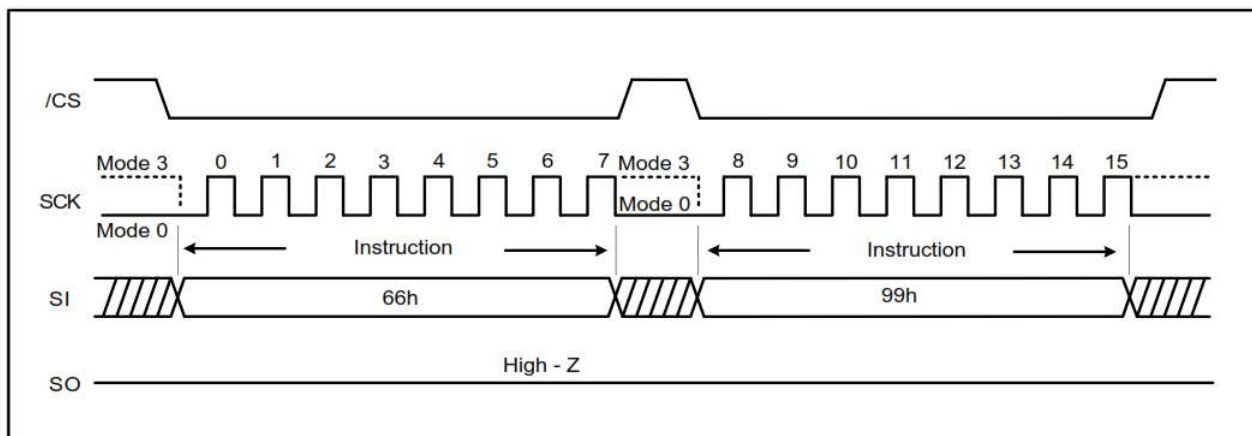 /CS
Mode 3 0 1 2 3 4 5 6 7 Mode 3 8 9 10 11 12 13 14 15
SCK
Mode 0 Mode 0
Instruction Instruction
SI 66h 99h
High - Z
SO